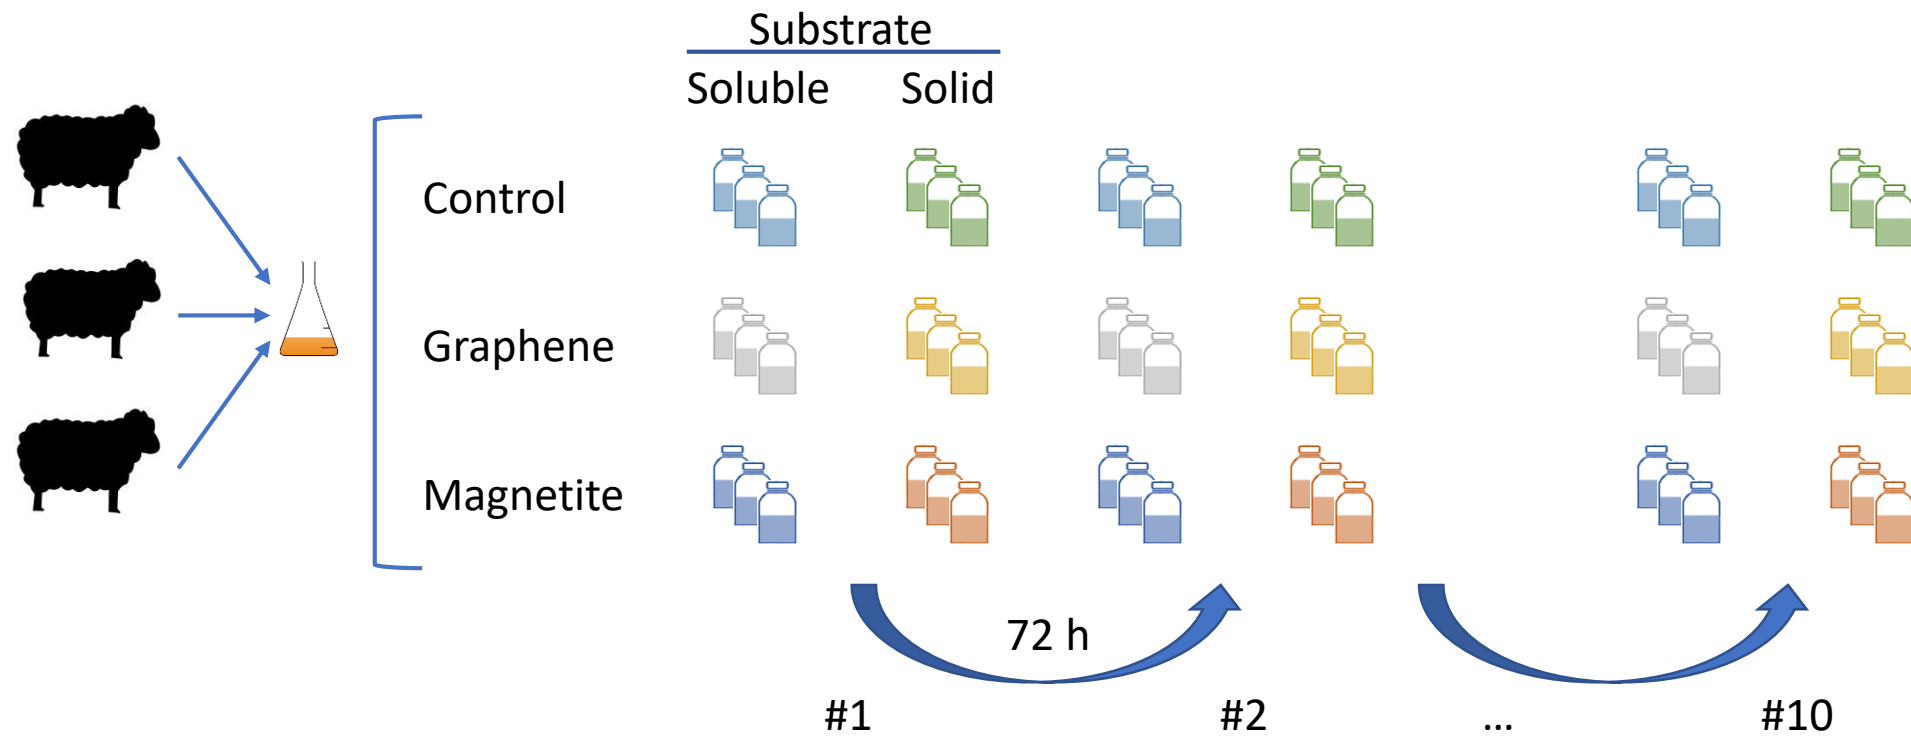 Substrate
Soluble Solid
Control
Graphene
Magnetite
72 h
#1 #2 ... #10